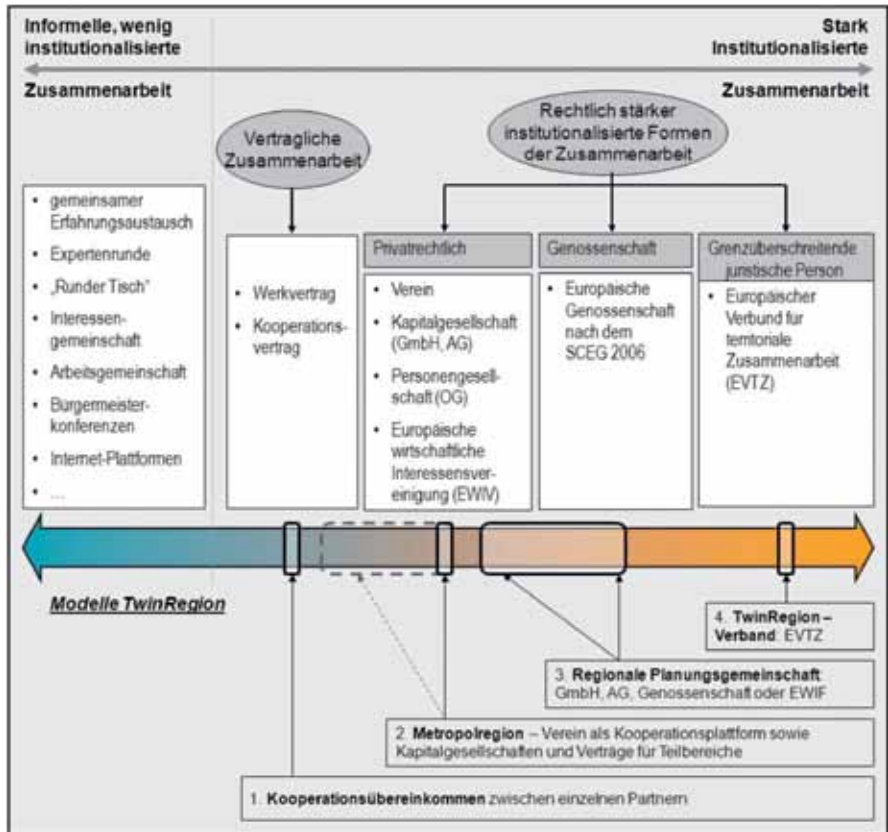 Informelle, wenig
institutionalisierte
Zusammenarbeit
Stark
Institutionalisierte
Zusammenarbeit
Vertragliche
Zusammenarbeit
Rechtlich stärker
institutionalisierte Formen
der Zusammenarbeit
• gemeinsamer
Erfahrungsaustausch
• Expertenrunde
• „Runder Tisch“
• Interessen-
gemeinschaft
• Arbeitsgemeinschaft
• Bürgermeister-
konferenzen
• Internet-Plattformen
• ...
• Werkvertrag
• Kooperations-
vertrag
Privatrechtlich
• Verein
• Kapitalgesellschaft
(GmbH, AG)
• Personengesell-
schaft (OG)
• Europäische
wirtschaftliche
Interessensver-
einigung (EWIV)
Genossenschaft
• Europäische
Genossenschaft
nach dem
SCEG 2006
Grenzüberschreitende
juristische Person
• Europäischer
Verbund für
territoriale
Zusammenarbeit
(EVTZ)
Modelle TwinRegion
4. TwinRegion –
Verband: EVTZ
3. Regionale Planungsgemeinschaft
GmbH, AG, Genossenschaft oder EWIF
2. Metropolregion – Verein als Kooperationsplattform sowie
Kapitalgesellschaften und Verträge für Teilbereiche
1. Kooperationsübereinkommen zwischen einzelnen Partnern